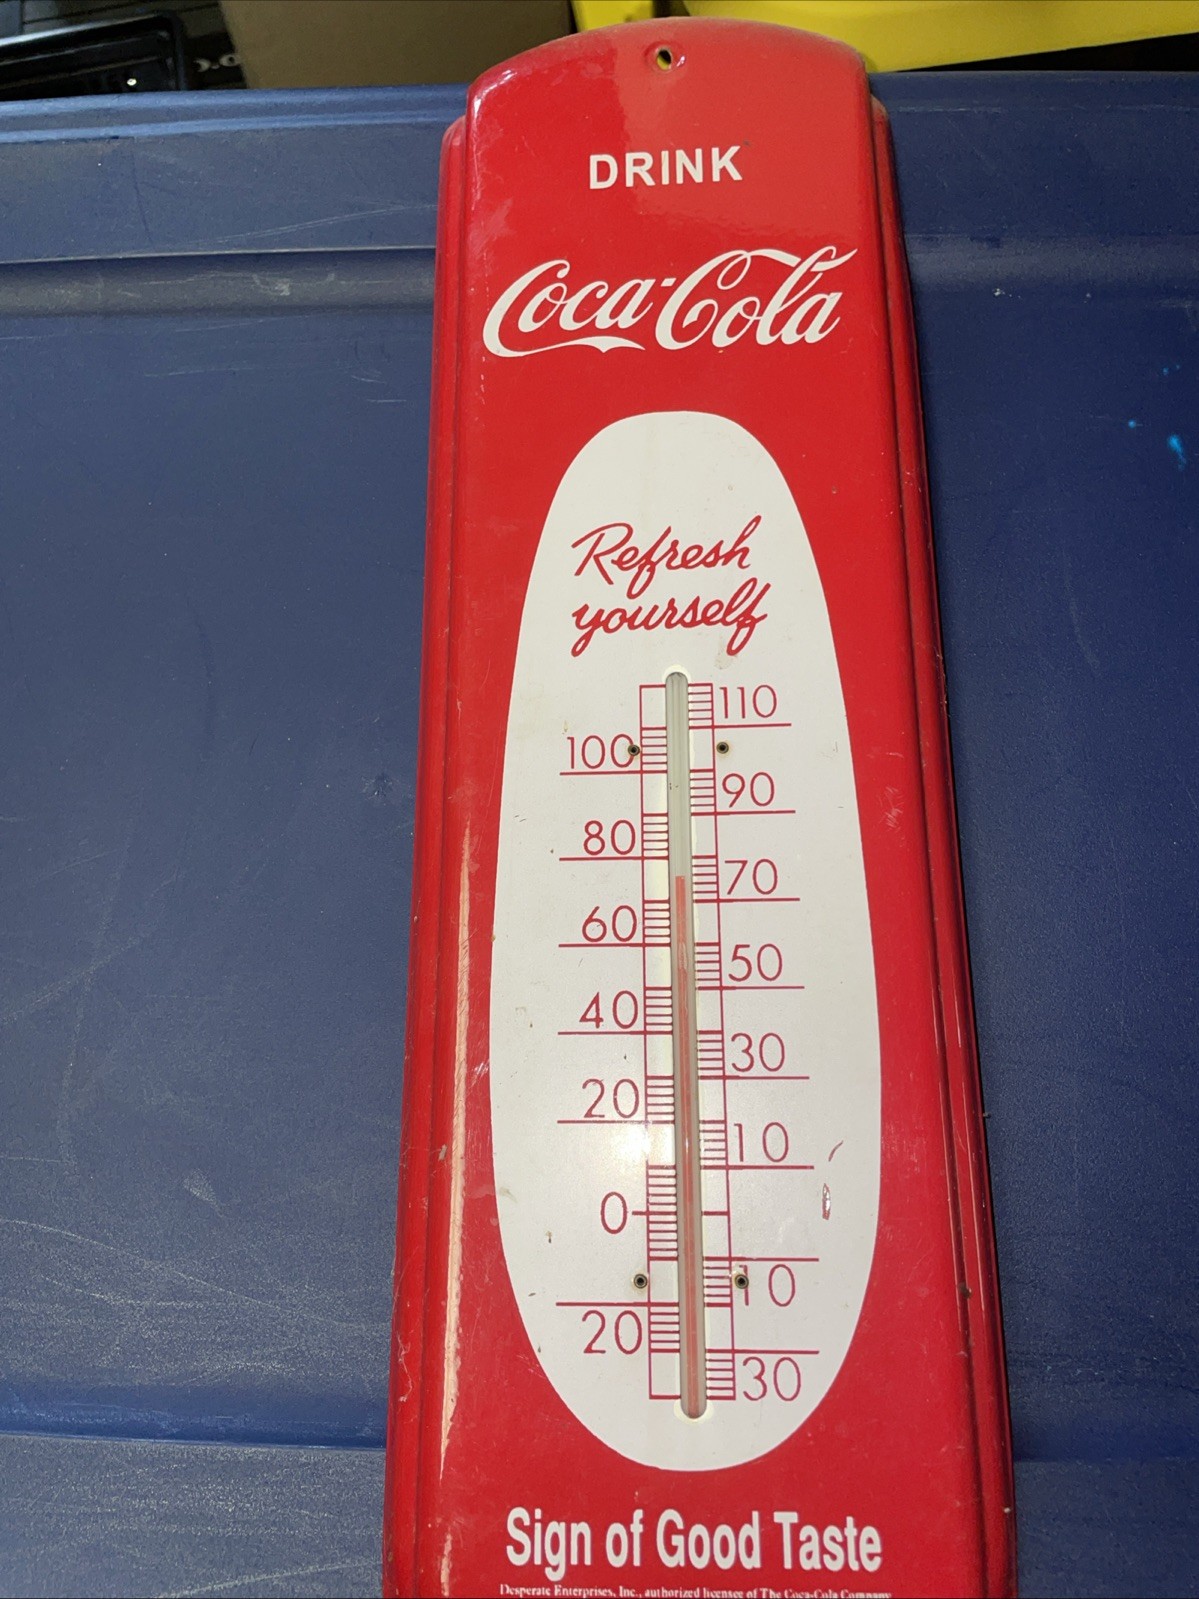 DRINK
Coca-Cola
Refresh
yourself
110
100
90
80
70
60
50
40
30
20
10
0
10
20
30
Sign of Good Taste
Desperate Enterprises, Inc., authorized licensee of The Coca-Cola Company